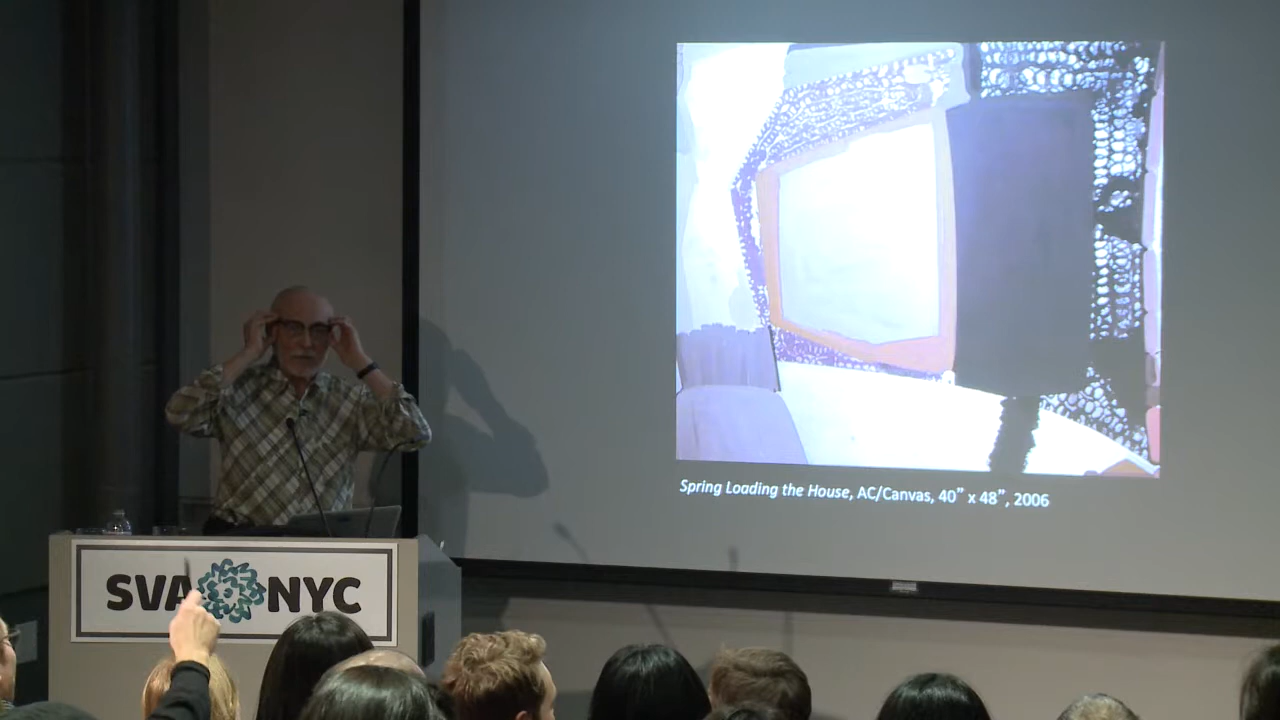 Spring Loading the House, AC/Canvas, 40” x 48”, 2006
SVA NYC